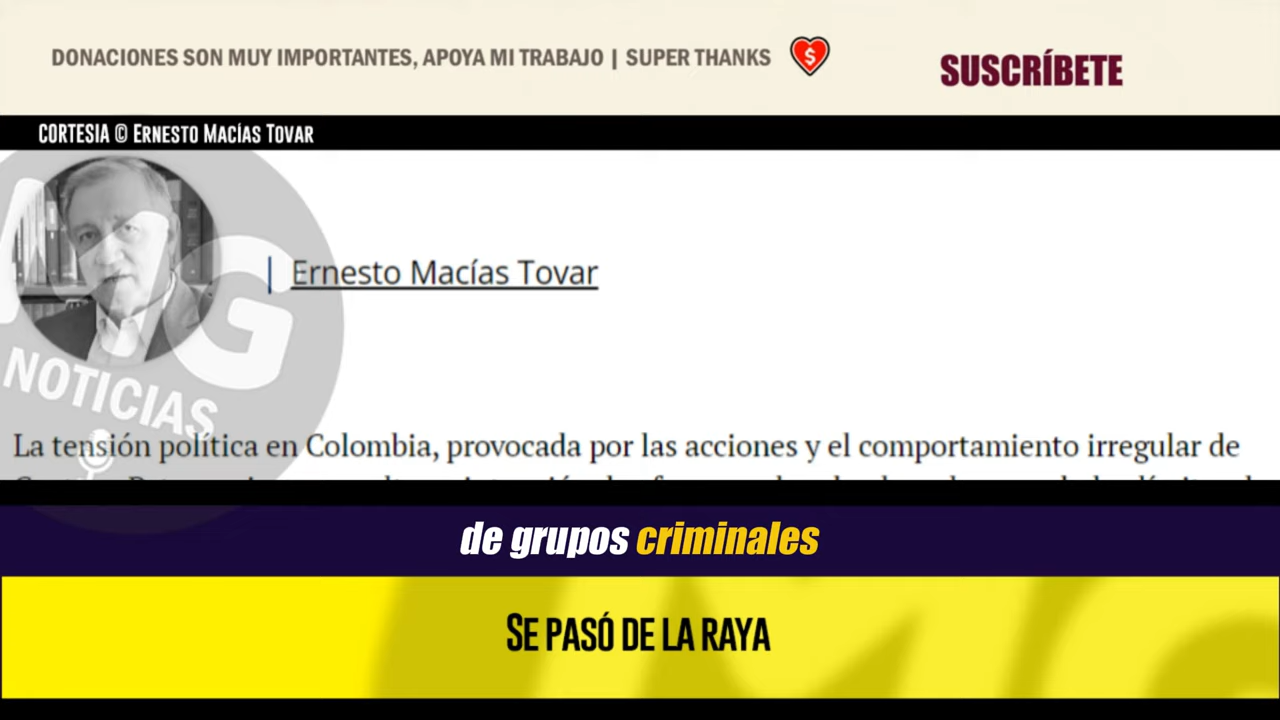 DONACIONES SON MUY IMPORTANTES, APOYA MI TRABAJO | SUPER THANKS
SUSCRÍBETE
CORTESIA © ERNESTO MACÍAS TOVAR
| Ernesto Macías Tovar
MG
NOTICIAS
La tensión política en Colombia, provocada por las acciones y el comportamiento irregular de
de grupos criminales
SE PASÓ DE LA RAYA